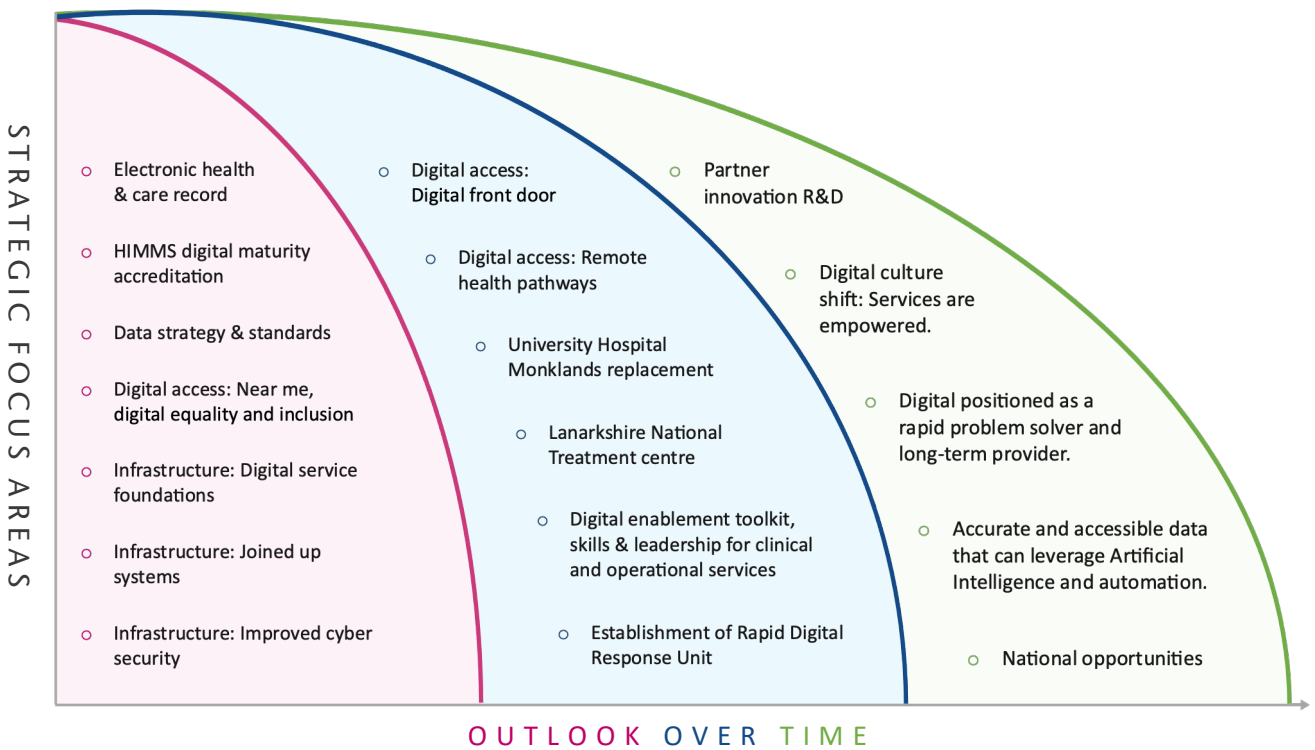 STRATEGIC FOCUS AREAS
Electronic health
& care record
HIMMS digital maturity
accreditation
Data strategy & standards
Digital access: Near me,
digital equality and inclusion
Infrastructure: Digital service
foundations
Infrastructure: Joined up
systems
Infrastructure: Improved cyber
security
Digital access:
Digital front door
Digital access: Remote
health pathways
University Hospital
Monklands replacement
Lanarkshire National
Treatment centre
Digital enablement toolkit,
skills & leadership for clinical
and operational services
Establishment of Rapid Digital
Response Unit
Partner
innovation R&D
Digital culture
shift: Services are
empowered.
Digital positioned as a
rapid problem solver and
long-term provider.
Accurate and accessible data
that can leverage Artificial
Intelligence and automation.
National opportunities
OUTLOOK OVER TIME